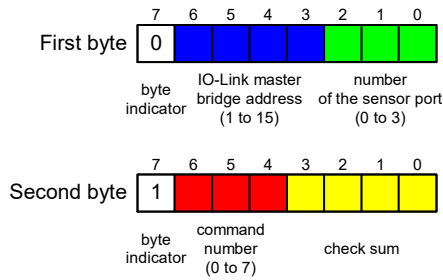 7 6 5 4 3 2 1 0
First byte 0
byte indicator
IO-Link master
bridge address
(1 to 15)
number
of the sensor port
(0 to 3)
7 6 5 4 3 2 1 0
Second byte 1
byte
indicator
command
number
(0 to 7)
check sum